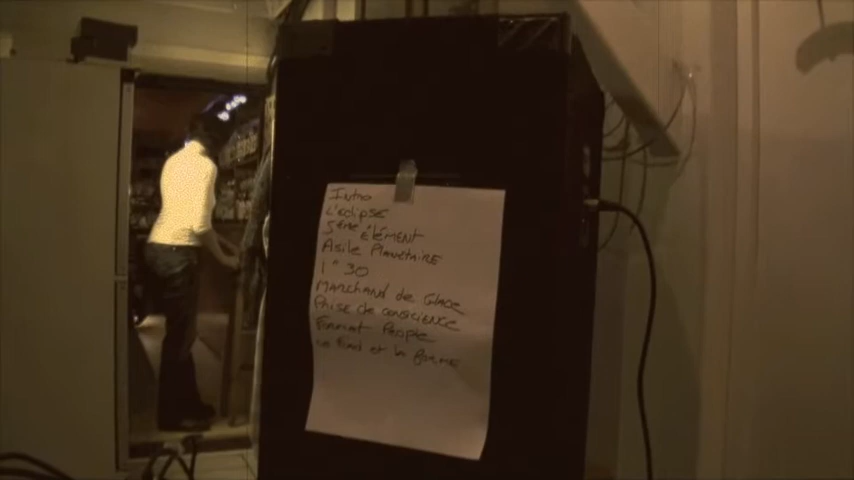 Intro
L'eclipse
5ème élément
Asile Planétaire
1" 30
Marchand de Glace
Prise de conscience
Format People
Le Fond et la forme